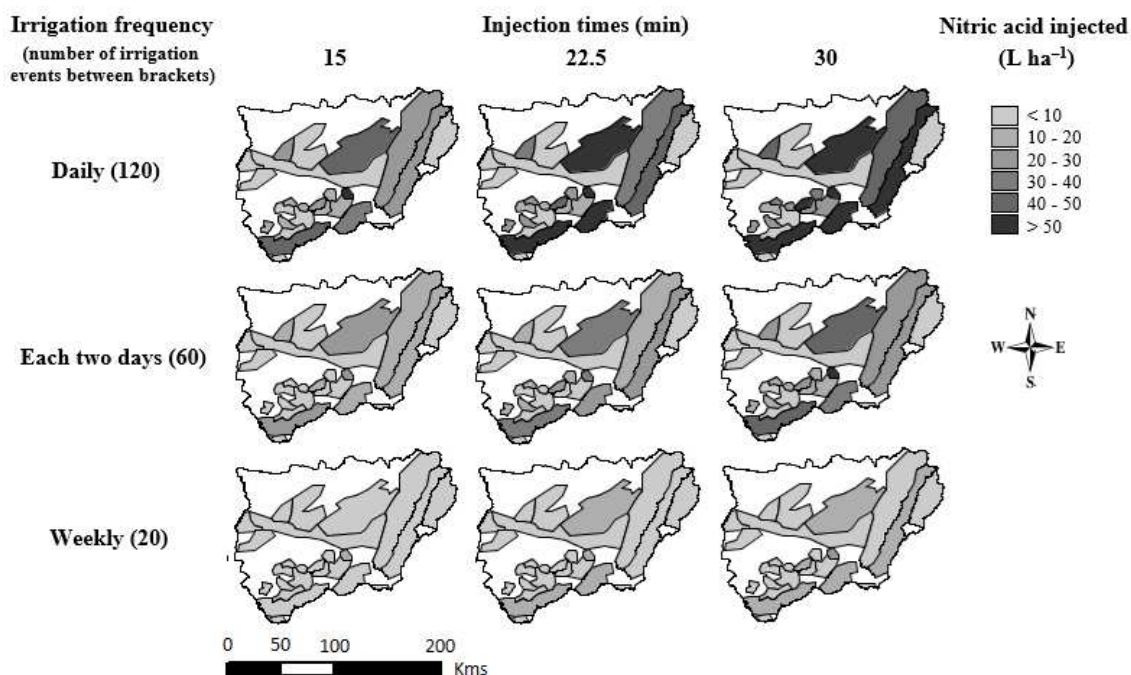 Irrigation frequency
(number of irrigation
events between brackets)
Injection times (min)
15
22.5
30
Nitric acid injected
(L ha⁻¹)
< 10
10 - 20
20 - 30
30 - 40
40 - 50
> 50
Daily (120)
Each two days (60)
N
W
E
S
Weekly (20)
0
50
100
200
Kms